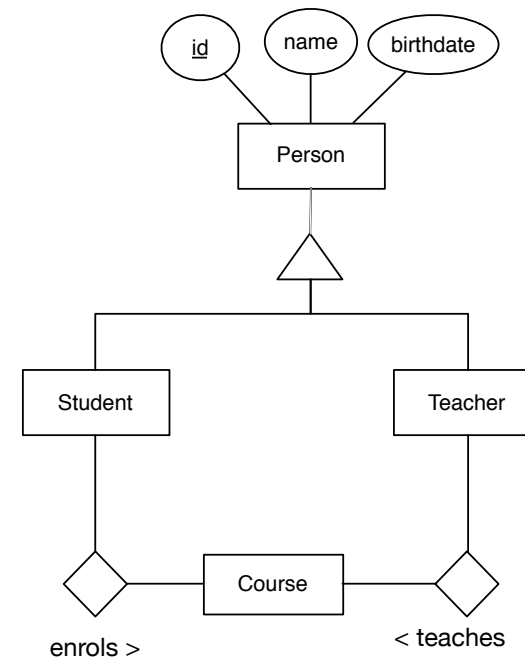 id
name
birthdate
Person
Student
Teacher
Course
enrols >
< teaches